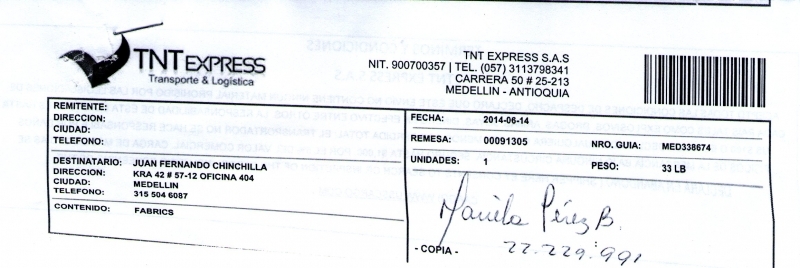 TNT EXPRESS
Transporte & Logística
TNT EXPRESS S.A.S
NIT. 900700357 | TEL. (057) 3113798341
CARRERA 50 # 25-213
MEDELLIN - ANTIOQUIA
REMITENTE:
DIRECCION:
CIUDAD:
TELEFONO:
DESTINATARIO: JUAN FERNANDO CHINCHILLA
DIRECCION: KRA 42 # 57-12 OFICINA 404
CIUDAD: MEDELLIN
TELEFONO: 315 504 6087
CONTENIDO: FABRICS
FECHA: 2014-06-14
REMESA: 00091305 NRO. GUIA: MED338674
UNIDADES: 1 PESO: 33 LB
Mariela Pérez B.
- COPIA - 22.229.991